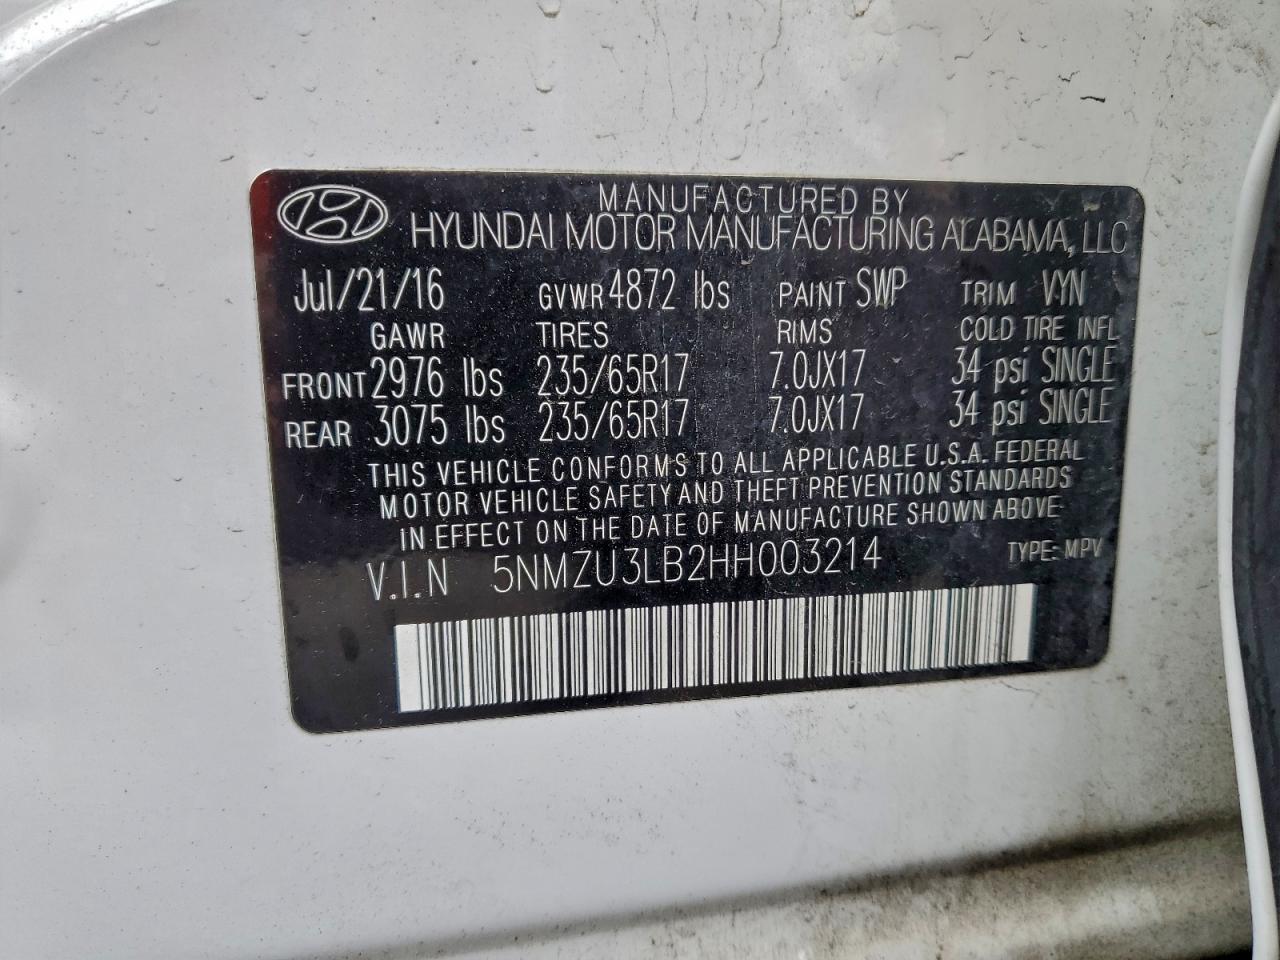 MANUFACTURED BY
HYUNDAI MOTOR MANUFACTURING ALABAMA, LLC
Jul/21/16 GVWR 4872 lbs PAINT SWP TRIM VYN
GAWR TIRES RIMS COLD TIRE INFL
FRONT 2976 lbs 235/65R17 7.0JX17 34 psi SINGLE
REAR 3075 lbs 235/65R17 7.0JX17 34 psi SINGLE
THIS VEHICLE CONFORMS TO ALL APPLICABLE U.S.A. FEDERAL
MOTOR VEHICLE SAFETY AND THEFT PREVENTION STANDARDS
IN EFFECT ON THE DATE OF MANUFACTURE SHOWN ABOVE
V.I.N 5NMZU3LB2HH003214 TYPE: MPV